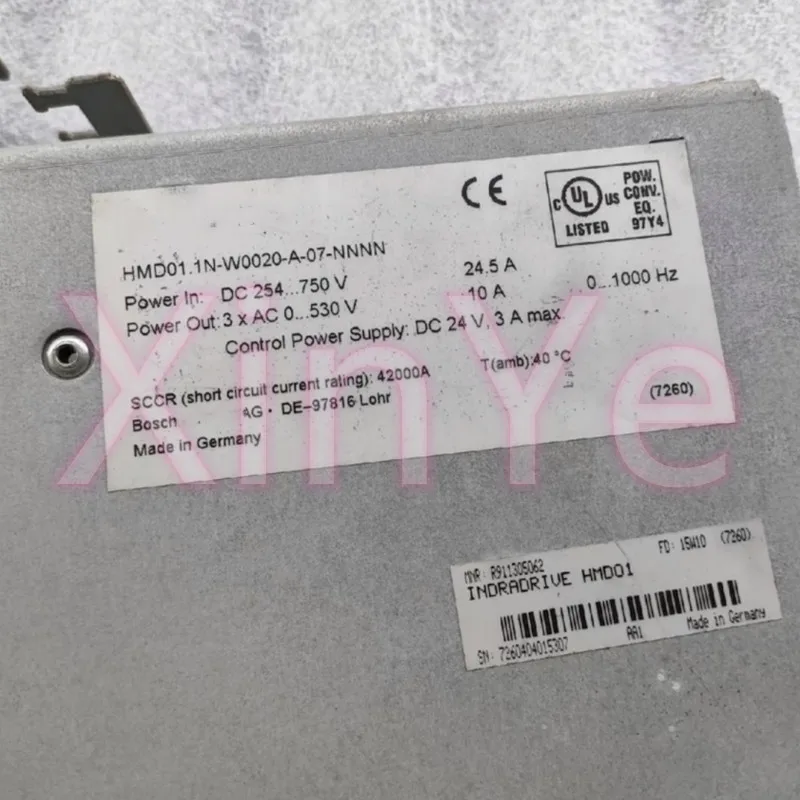 CE
c UL us
LISTED
POW.
CONV.
EQ.
97Y4
HMD01.1N-W0020-A-07-NNNN
Power In: DC 254...750 V 24.5 A
Power Out: 3 x AC 0...530 V 10 A 0...1000 Hz
Control Power Supply: DC 24 V, 3 A max.
SCCR (short circuit current rating): 42000A T(amb):40 °C
Bosch AG • DE-97816 Lohr (7260)
Made in Germany
XinYe
MNR: R911305062 FD: 15W10 (7260)
INDRADRIVE HMD01
SN: 7260404015307 AA1 Made in Germany